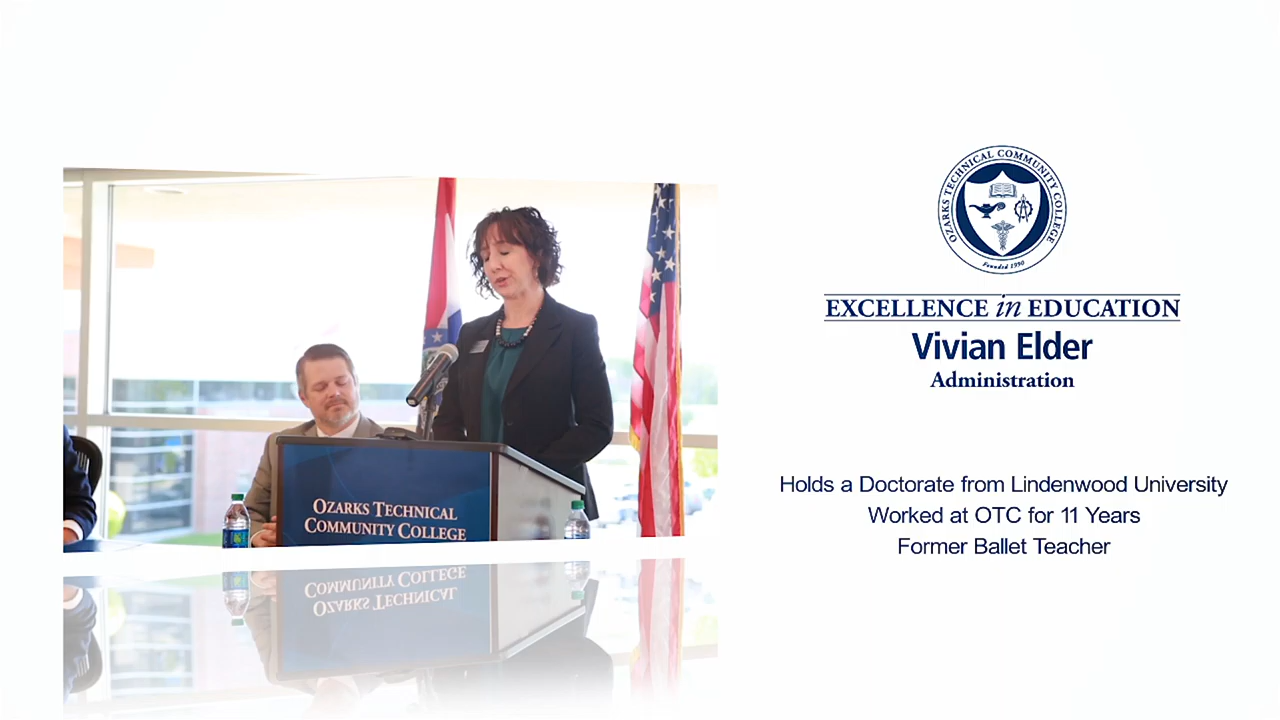 OZARKS TECHNICAL COMMUNITY COLLEGE
Founded 1990
EXCELLENCE in EDUCATION
Vivian Elder
Administration
Holds a Doctorate from Lindenwood University
Worked at OTC for 11 Years
Former Ballet Teacher
OZARKS TECHNICAL
COMMUNITY COLLEGE